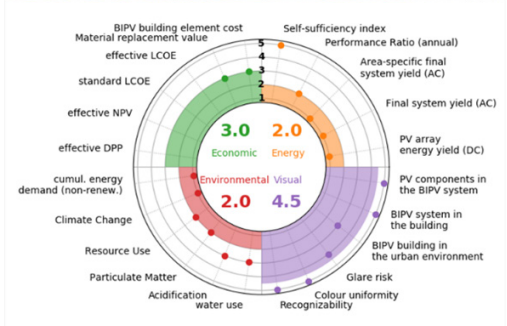 BIPV building element cost
Material replacement value
effective LCOE
standard LCOE
effective NPV
effective DPP
cumul. energy
demand (non-renew.)
Climate Change
Resource Use
Particulate Matter
Acidification
water use
Self-sufficiency index
Performance Ratio (annual)
Area-specific final
system yield (AC)
Final system yield (AC)
PV array
energy yield (DC)
PV components in
the BIPV system
BIPV system in
the building
BIPV building in
the urban environment
Glare risk
Colour uniformity
Recognizability
5
4
3
2
1
3.0
Economic
2.0
Energy
Environmental
2.0
Visual
4.5